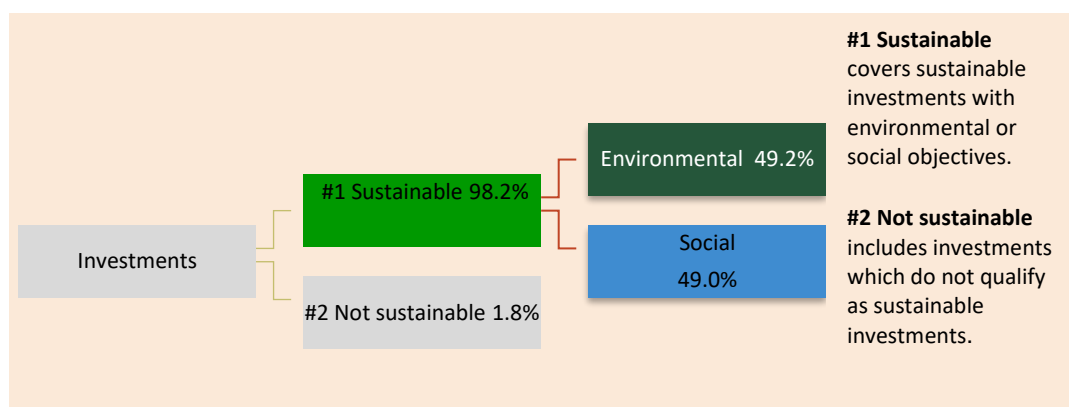 Investments
#1 Sustainable 98.2%
#2 Not sustainable 1.8%
Environmental 49.2%
Social
49.0%
#1 Sustainable
covers sustainable
investments with
environmental or
social objectives.
#2 Not sustainable
includes investments
which do not qualify
as sustainable
investments.